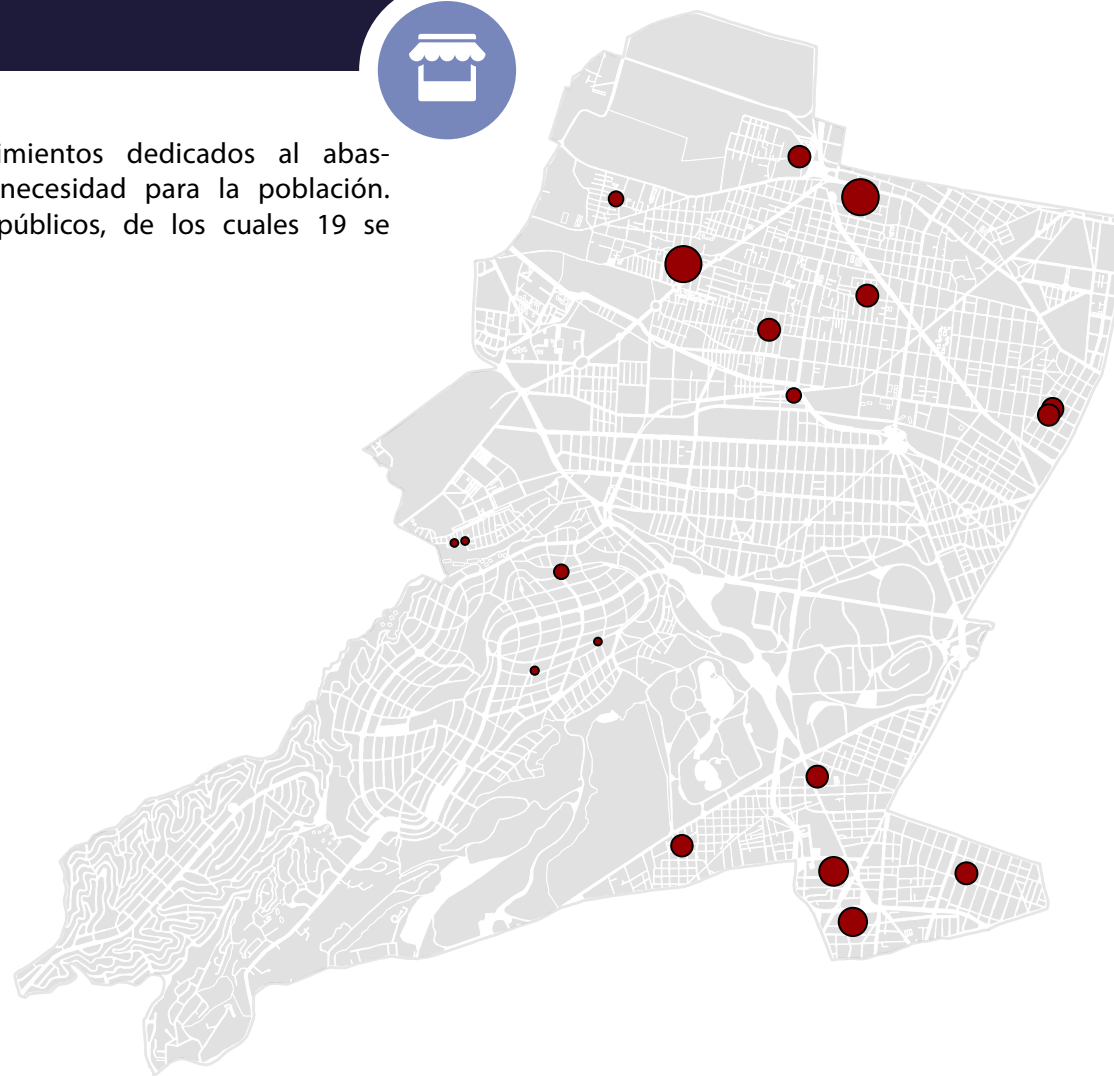 imientos dedicados al abas-
necesidad para la población.
públicos, de los cuales 19 se